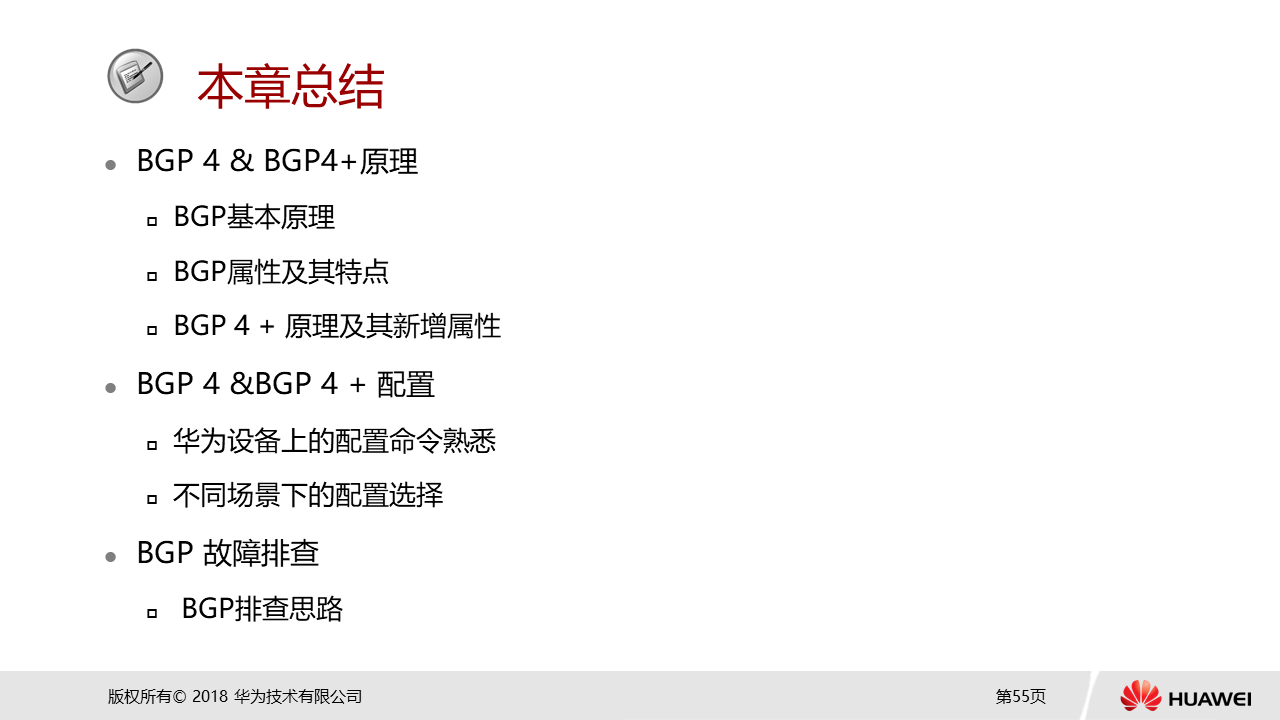 本章总结
BGP 4 & BGP4+原理
BGP基本原理
BGP属性及其特点
BGP 4 + 原理及其新增属性
BGP 4 &BGP 4 + 配置
华为设备上的配置命令熟悉
不同场景下的配置选择
BGP 故障排查
BGP排查思路
版权所有© 2018 华为技术有限公司
第55页
HUAWEI